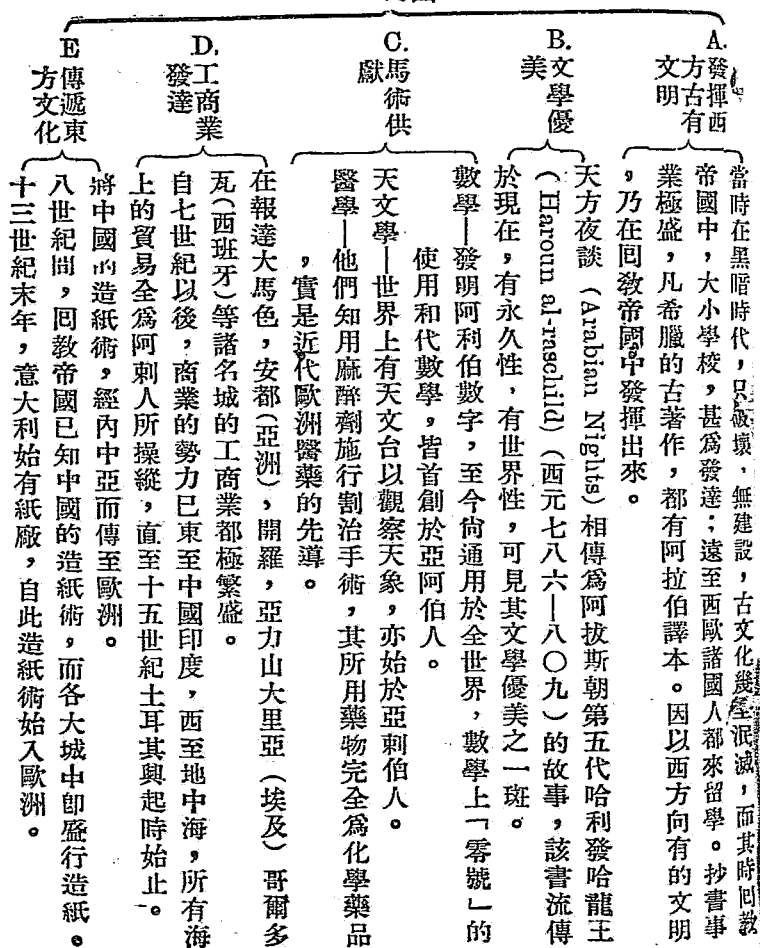 A.發揮西
方古有
文明
當時在黑暗時代，只破壞，無建設，古文化幾至泯滅，而其時回教
帝國中，大小學校，甚爲發達；遠至西歐諸國人都來留學。抄書事
業極盛，凡希臘的古著作，都有阿拉伯譯本。因以西方向有的文明
，乃在囘敎帝國中發揮出來。
B.文學優
美
天方夜談（Arabian Nights）相傳爲阿拔斯朝第五代哈利發哈龍王
（Haroun al-raschild）（西元七八六—八〇九）的故事，該書流傳
於現在，有永久性，有世界性，可見其文學優美之一斑。
C.馬術供
獻
數學—發明阿利伯數字，至今尙通用於全世界，數學上「零號」的
使用和代數學，皆首創於亞阿伯人。
天文學—世界上有天文台以觀察天象，亦始於亞剌伯人。
醫學—他們知用麻醉劑施行割治手術，其所用藥物完全爲化學藥品
，實是近代歐洲醫藥的先導。
D.工商業
發達
在報達大馬色，安都（亞洲），開羅，亞力山大里亞（埃及）哥爾多
瓦（西班牙）等諸名城的工商業都極繁盛。
自七世紀以後，商業的勢力已東至中國印度，西至地中海，所有海
上的貿易全爲阿剌人所操縱，直至十五世紀土耳其興起時始止。
E傳遞東
方文化
將中國的造紙術，經內中亞而傳至歐洲。
八世紀間，囘教帝國已知中國的造紙術，而各大城中卽盛行造紙。
十三世紀末年，意大利始有紙廠，自此造紙術始入歐洲。